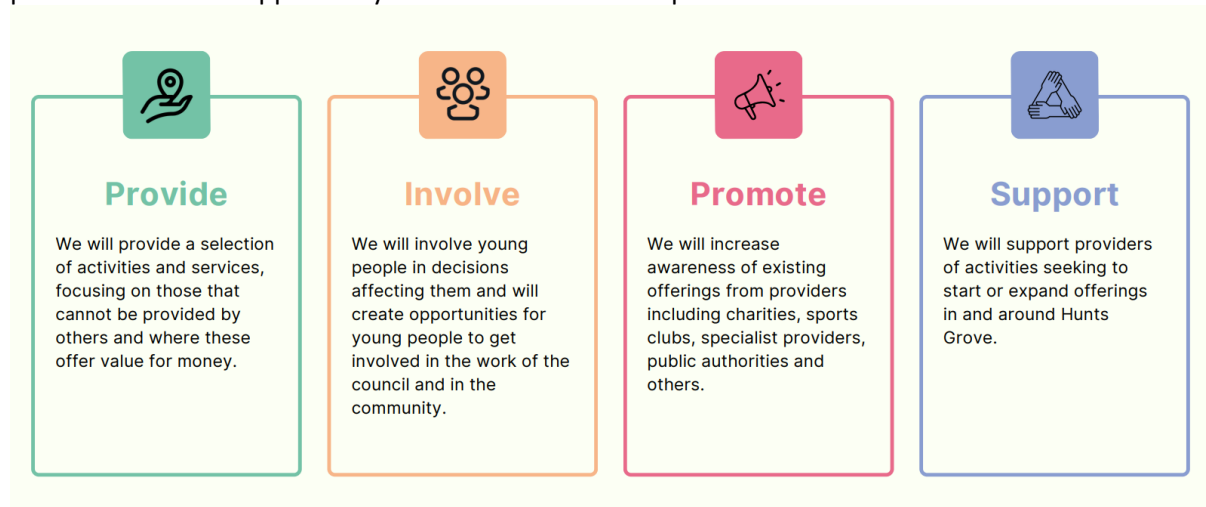 Provide
We will provide a selection
of activities and services,
focusing on those that
cannot be provided by
others and where these
offer value for money.
Involve
We will involve young
people in decisions
affecting them and will
create opportunities for
young people to get
involved in the work of the
council and in the
community.
Promote
We will increase
awareness of existing
offerings from providers
including charities, sports
clubs, specialist providers,
public authorities and
others.
Support
We will support providers
of activities seeking to
start or expand offerings
in and around Hunts
Grove.